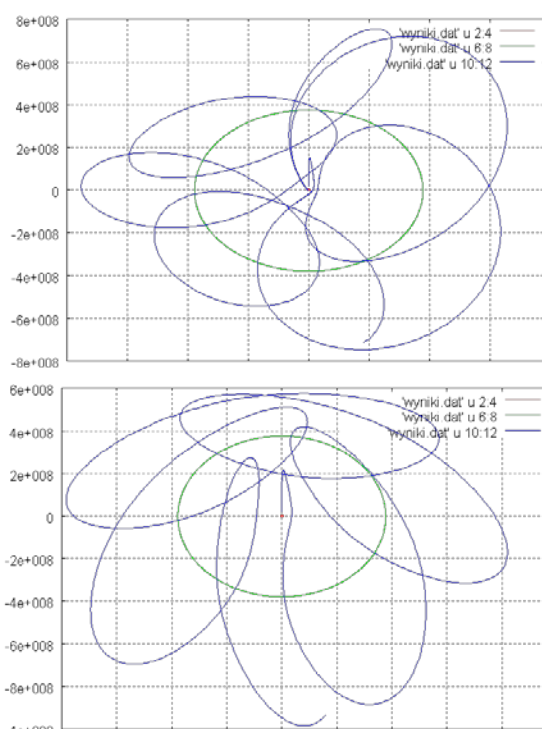 8e+008
'wyniki.dat' u 2:4
6e+008
'wyniki.dat' u 6:8
'wyniki.dat' u 10:12
4e+008
2e+008
0
-2e+008
-4e+008
-6e+008
-8e+008
6e+008
'wyniki.dat' u 2:4
'wyniki.dat' u 6:8
4e+008
'wyniki.dat' u 10:12
2e+008
0
-2e+008
-4e+008
-6e+008
-8e+008